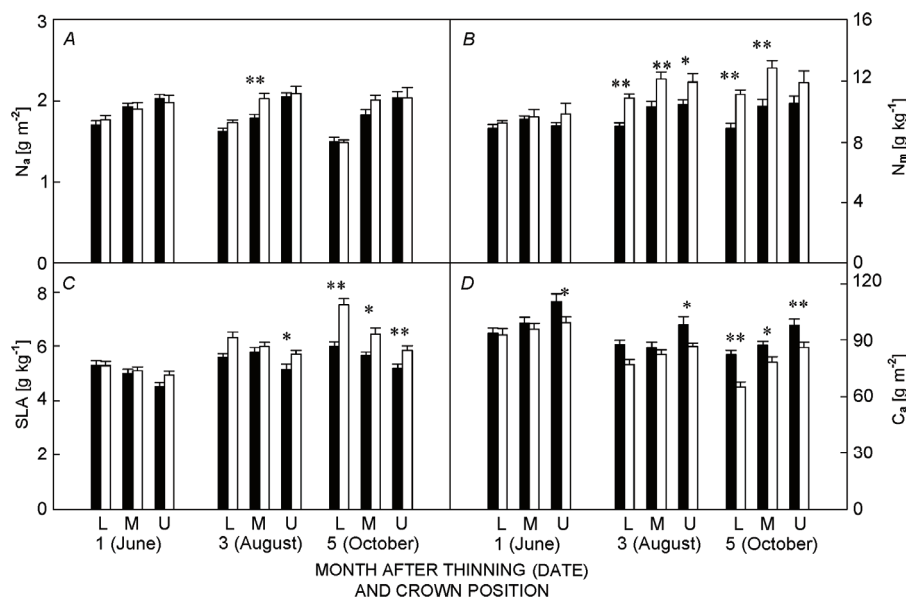 A
B
3
2
1
0
Nₐ [g m⁻²]
**
16
12
8
4
0
Nₘ [g kg⁻¹]
** ** * ** **
C
D
8
6
4
2
0
SLA [g kg⁻¹]
* ** * **
120
90
60
30
0
Cₐ [g m⁻²]
* * ** * **
L M U L M U L M U L M U L M U L M U
1 (June) 3 (August) 5 (October) 1 (June) 3 (August) 5 (October)
MONTH AFTER THINNING (DATE)
AND CROWN POSITION